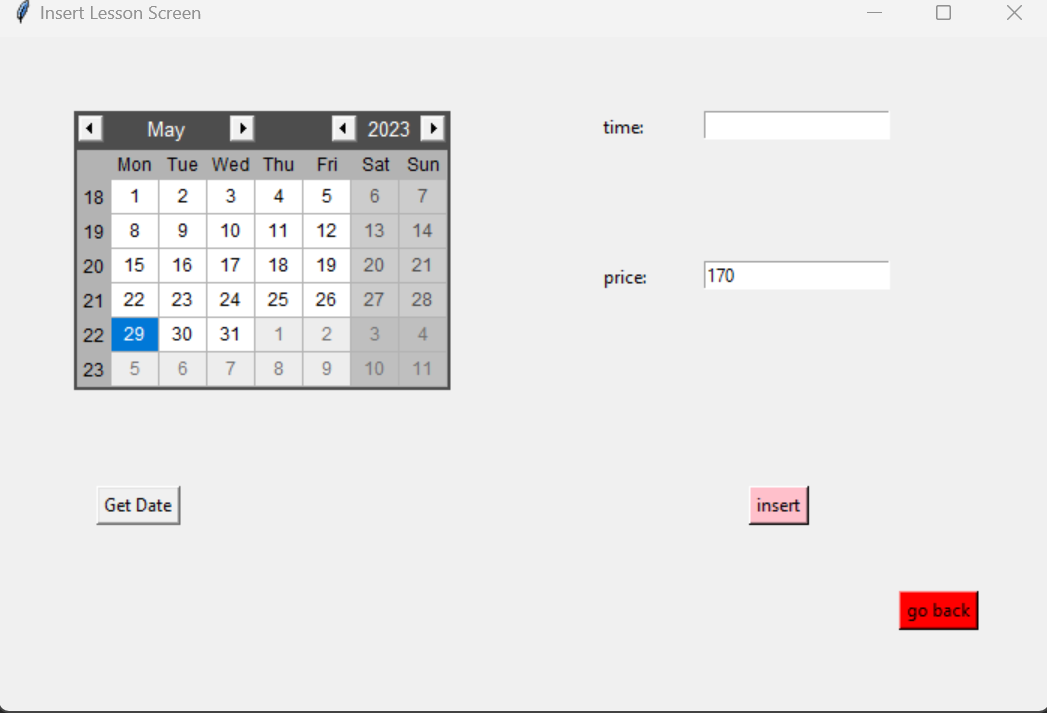 Insert Lesson Screen
May 2023
Mon Tue Wed Thu Fri Sat Sun
18 1 2 3 4 5 6 7
19 8 9 10 11 12 13 14
20 15 16 17 18 19 20 21
21 22 23 24 25 26 27 28
22 29 30 31 1 2 3 4
23 5 6 7 8 9 10 11
time:
price: 170
Get Date
insert
go back